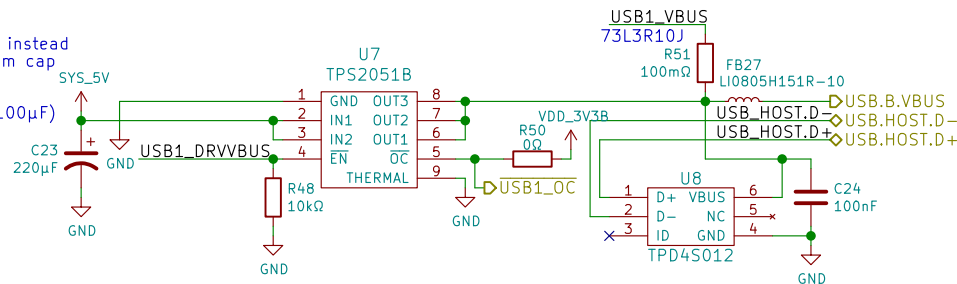 USB1_VBUS
instead
m cap
00µF)
SYS_5V
C23
220µF
GND
GND
USB1_DRVVBUS
R48
10kΩ
GND
U7
TPS2051B
1 GND OUT3 8
2 IN1 OUT2 7
3 IN2 OUT1 6
4 EN OC 5
THERMAL 9
GND
R50
0Ω
VDD_3V3B
USB1_OC
73L3R10J
R51
100mΩ
FB27
LI0805H151R-10
USB.B.VBUS
USB_HOST.D-
USB.HOST.D-
USB_HOST.D+
USB.HOST.D+
U8
1 D+ VBUS 6
2 D- NC 5
3 ID GND 4
TPD4S012
C24
100nF
GND